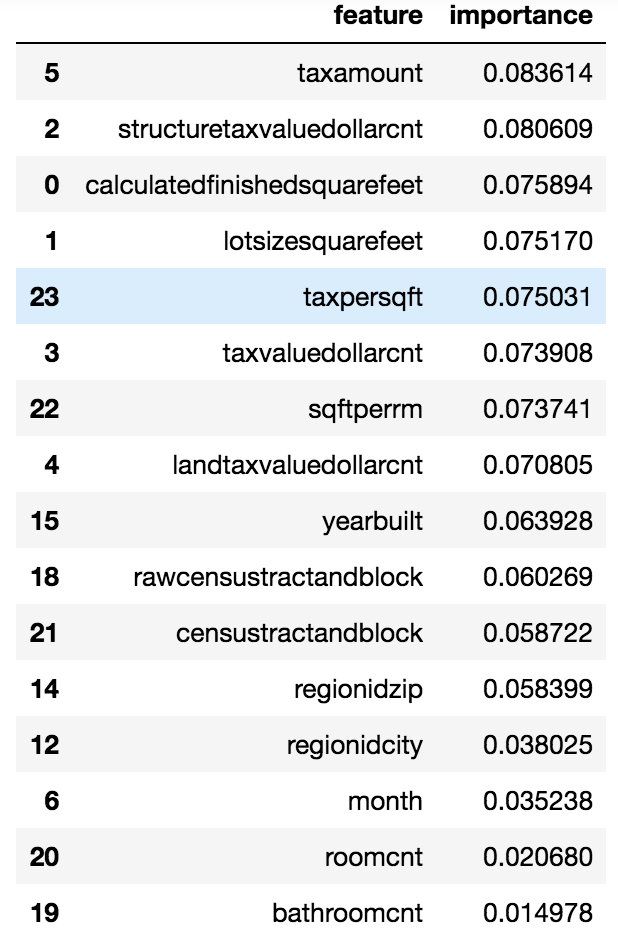 feature importance
5 taxamount 0.083614
2 structuretaxvaluedollarcnt 0.080609
0 calculatedfinishedsquarefeet 0.075894
1 lotsizesquarefeet 0.075170
23 taxpersqft 0.075031
3 taxvaluedollarcnt 0.073908
22 sqftperrm 0.073741
4 landtaxvaluedollarcnt 0.070805
15 yearbuilt 0.063928
18 rawcensustractandblock 0.060269
21 censustractandblock 0.058722
14 regionidzip 0.058399
12 regionidcity 0.038025
6 month 0.035238
20 roomcnt 0.020680
19 bathroomcnt 0.014978